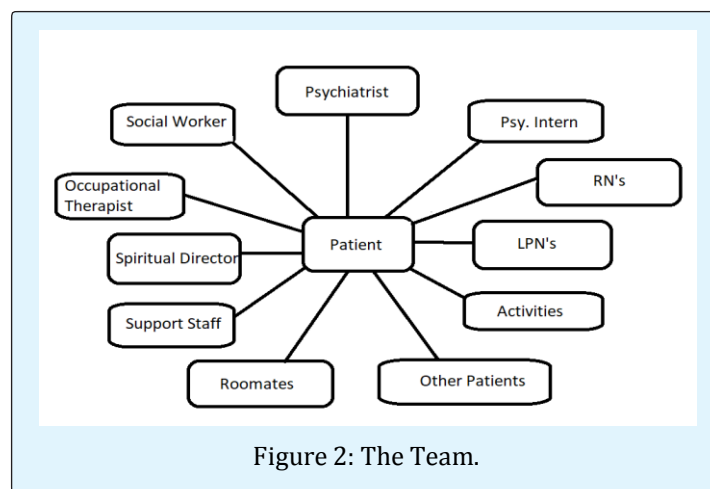 Psychiatrist
Social Worker
Psy. Intern
Occupational
Therapist
RN's
Patient
Spiritual Director
LPN's
Support Staff
Activities
Roomates
Other Patients
Figure 2: The Team.